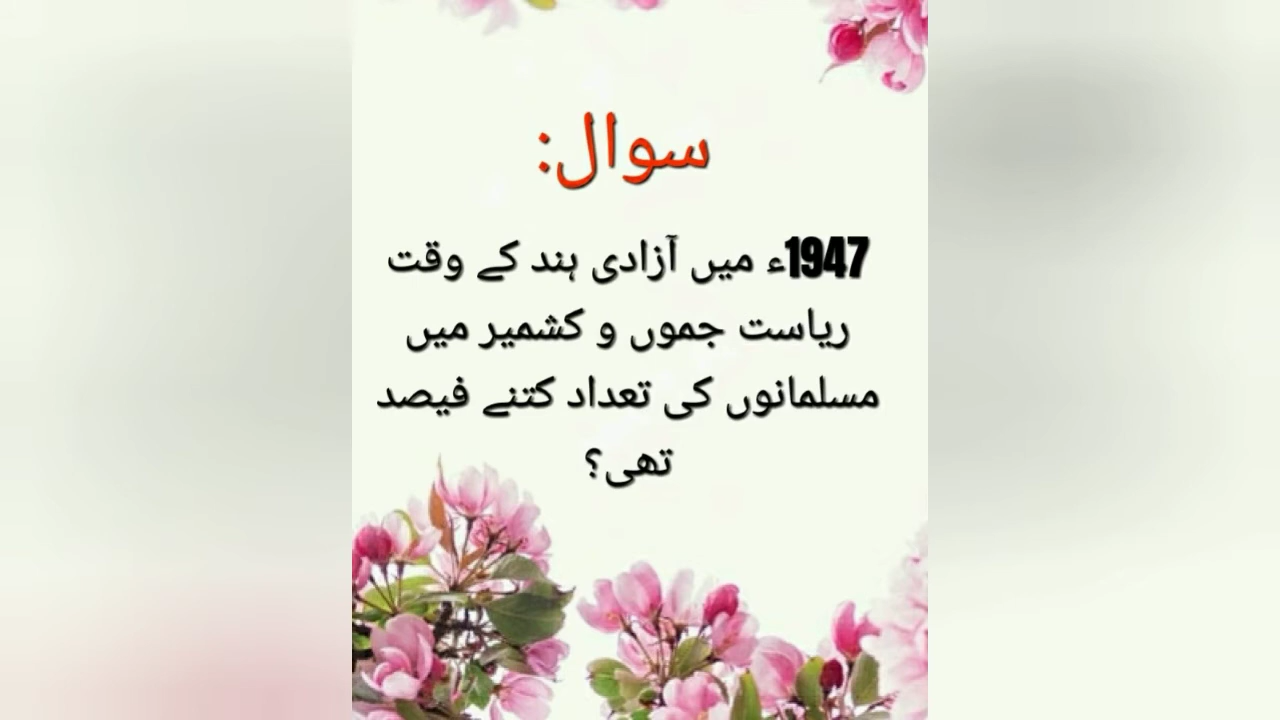 سوال:
1947ء میں آزادی ہند کے وقت
ریاست جموں و کشمیر میں
مسلمانوں کی تعداد کتنے فیصد
تھی؟